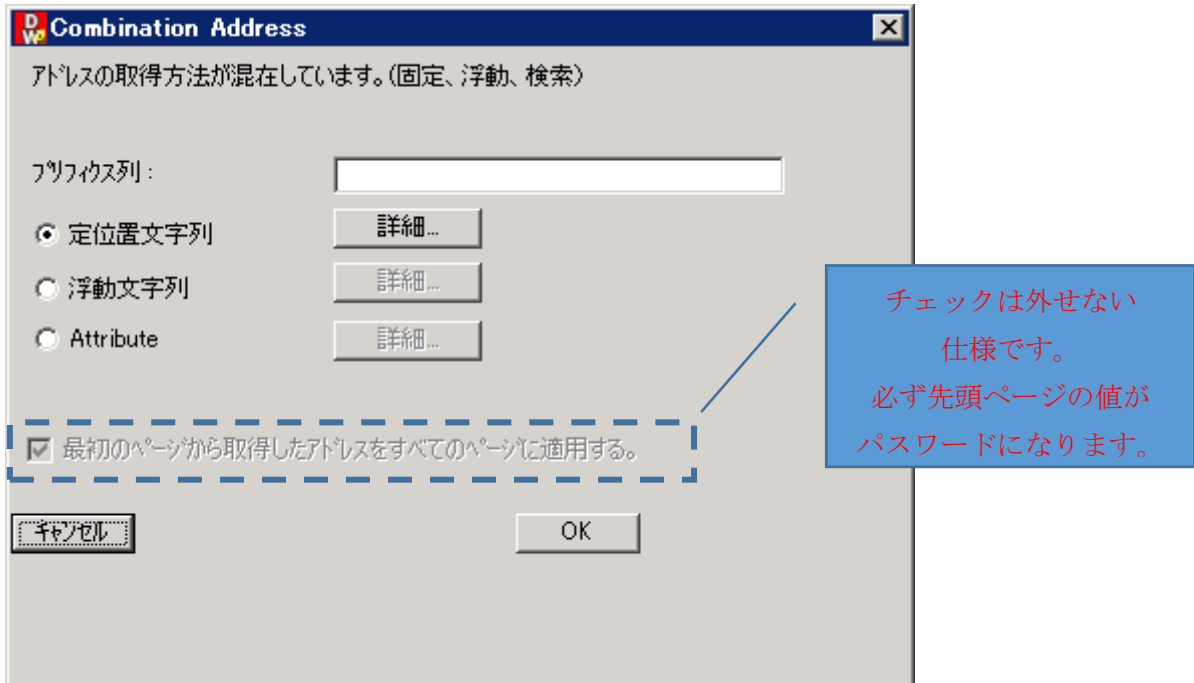 Combination Address
アドレスの取得方法が混在しています。(固定、浮動、検索)
プリフィクス列 :
定位置文字列
詳細...
浮動文字列
詳細...
Attribute
詳細...
最初のページから取得したアドレスをすべてのページに適用する。
キャンセル
OK
チェックは外せない
仕様です。
必ず先頭ページの値が
パスワードになります。